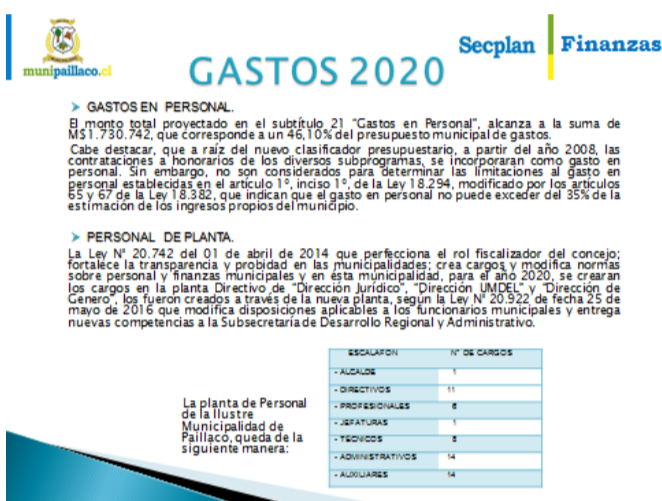 munipaillaco.cl
Secplan
Finanzas
GASTOS 2020
➤ GASTOS EN PERSONAL.
El monto total proyectado en el subtítulo 21 "Gastos en Personal", alcanza a la suma de
M$1.730.742, que corresponde a un 46,10% del presupuesto municipal de gastos.
Cabe destacar, que a raíz del nuevo clasificador presupuestario, a partir del año 2008, las
contrataciones a honorarios de los diversos subprogramas, se incorporaran como gasto en
personal. Sin embargo, no son considerados para determinar las limitaciones al gasto en
personal establecidas en el artículo 1º, inciso 1º, de la Ley 18.294, modificado por los artículos
65 y 67 de la Ley 18.382, que indican que el gasto en personal no puede exceder del 35% de la
estimación de los ingresos propios del municipio.
➤ PERSONAL DE PLANTA.
La Ley Nº 20.742 del 01 de abril de 2014 que perfecciona el rol fiscalizador del concejo;
fortalece la transparencia y probidad en las municipalidades; crea cargos y modifica normas
sobre personal y finanzas municipales y en ésta municipalidad, para el año 2020, se crearan
los cargos en la planta Directivo de "Dirección Jurídico", "Dirección UMDEL" y "Dirección de
Genero", los fueron creados a través de la nueva planta, según la Ley Nº 20.922 de fecha 25 de
mayo de 2016 que modifica disposiciones aplicables a los funcionarios municipales y entrega
nuevas competencias a la Subsecretaría de Desarrollo Regional y Administrativo.
La planta de Personal
de la Ilustre
Municipalidad de
Paillaco, queda de la
siguiente manera:
ESCALAFON N° DE CARGOS
- ALCALDE 1
- DIRECTIVOS 11
- PROFESIONALES 6
- JEFATURAS 1
- TECNICOS 8
- ADMINISTRATIVOS 14
- AUXILIARES 14